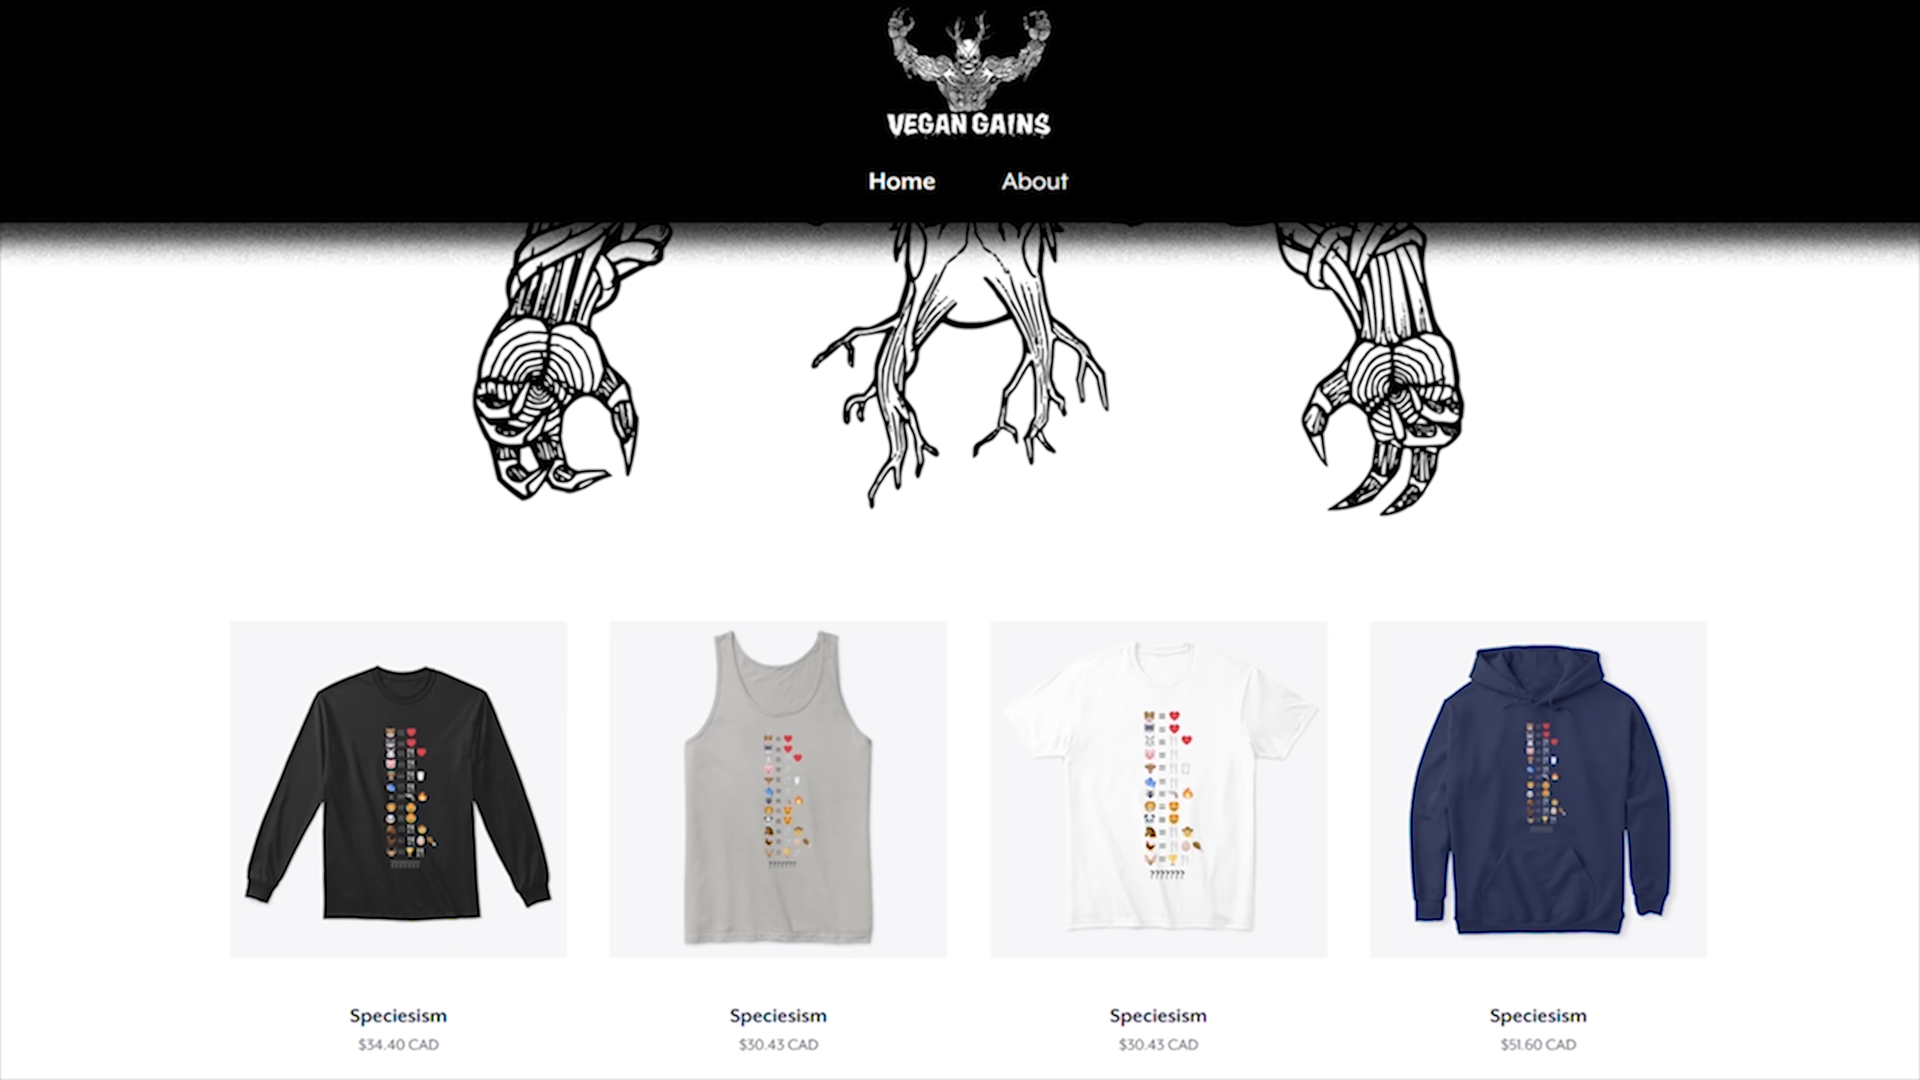 VEGAN GAINS
Home About
???????
Speciesism Speciesism Speciesism Speciesism
$34.40 CAD $30.43 CAD $30.43 CAD $51.60 CAD